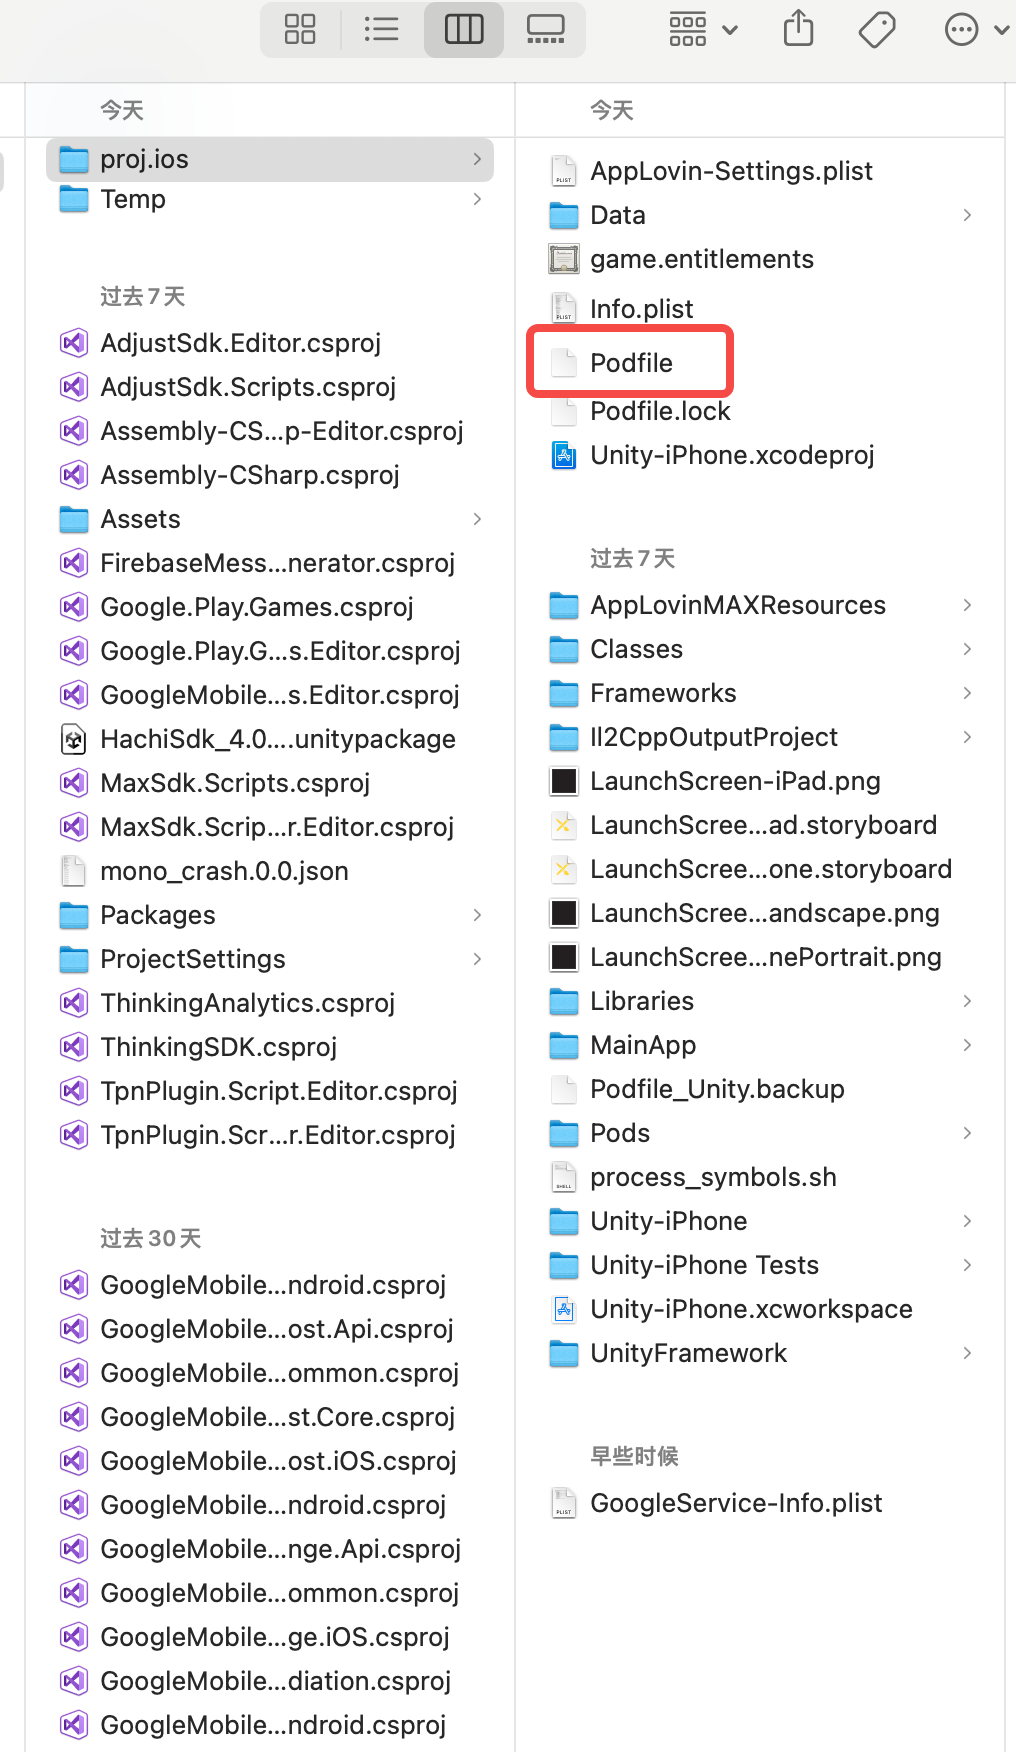 今天
proj.ios
Temp
过去 7 天
AdjustSdk.Editor.csproj
AdjustSdk.Scripts.csproj
Assembly-CS...p-Editor.csproj
Assembly-CSharp.csproj
Assets
FirebaseMess...nerator.csproj
Google.Play.Games.csproj
Google.Play.G...s.Editor.csproj
GoogleMobile...s.Editor.csproj
HachiSdk_4.0....unitypackage
MaxSdk.Scripts.csproj
MaxSdk.Scrip...r.Editor.csproj
mono_crash.0.0.json
Packages
ProjectSettings
ThinkingAnalytics.csproj
ThinkingSDK.csproj
TpnPlugin.Script.Editor.csproj
TpnPlugin.Scr...r.Editor.csproj
过去 30 天
GoogleMobile...ndroid.csproj
GoogleMobile...ost.Api.csproj
GoogleMobile...ommon.csproj
GoogleMobile...st.Core.csproj
GoogleMobile...ost.iOS.csproj
GoogleMobile...ndroid.csproj
GoogleMobile...nge.Api.csproj
GoogleMobile...ommon.csproj
GoogleMobile...ge.iOS.csproj
GoogleMobile...diation.csproj
GoogleMobile...ndroid.csproj
今天
AppLovin-Settings.plist
Data
game.entitlements
Info.plist
Podfile
Podfile.lock
Unity-iPhone.xcodeproj
过去 7 天
AppLovinMAXResources
Classes
Frameworks
Il2CppOutputProject
LaunchScreen-iPad.png
LaunchScree...ad.storyboard
LaunchScree...one.storyboard
LaunchScree...andscape.png
LaunchScree...nePortrait.png
Libraries
MainApp
Podfile_Unity.backup
Pods
process_symbols.sh
Unity-iPhone
Unity-iPhone Tests
Unity-iPhone.xcworkspace
UnityFramework
早些时候
GoogleService-Info.plist